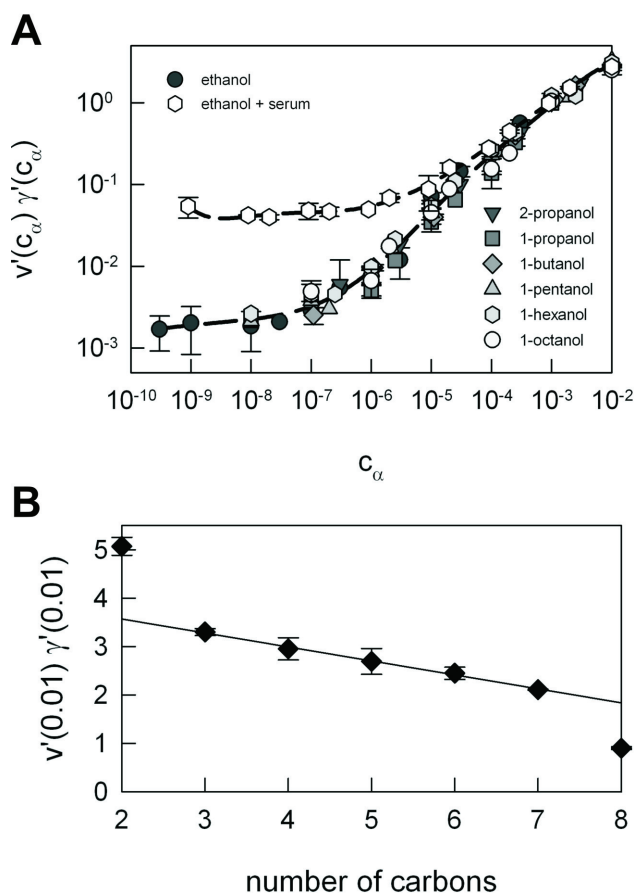 A
v'(cα) γ'(cα)
10⁰
10⁻¹
10⁻²
10⁻³
ethanol
ethanol + serum
2-propanol
1-propanol
1-butanol
1-pentanol
1-hexanol
1-octanol
10⁻¹⁰ 10⁻⁹ 10⁻⁸ 10⁻⁷ 10⁻⁶ 10⁻⁵ 10⁻⁴ 10⁻³ 10⁻²
cα
B
v'(0.01) γ'(0.01)
5
4
3
2
1
0
2 3 4 5 6 7 8
number of carbons